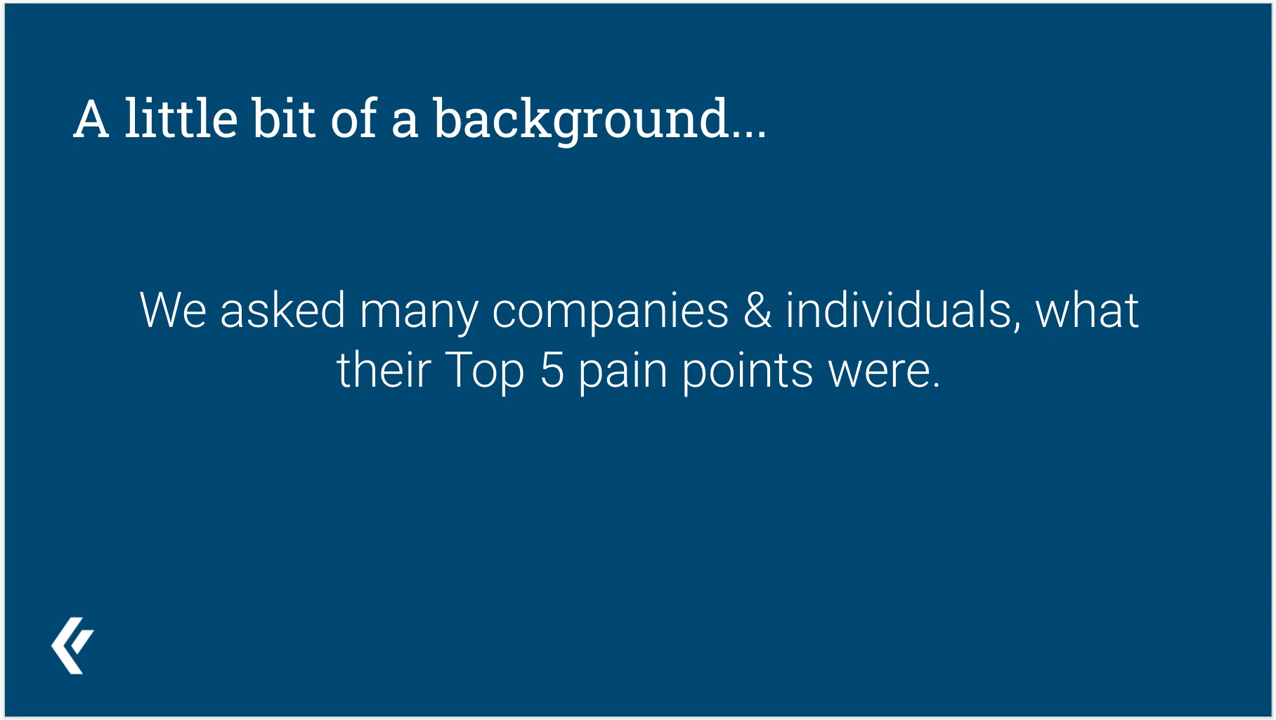 A little bit of a background...
We asked many companies & individuals, what
their Top 5 pain points were.